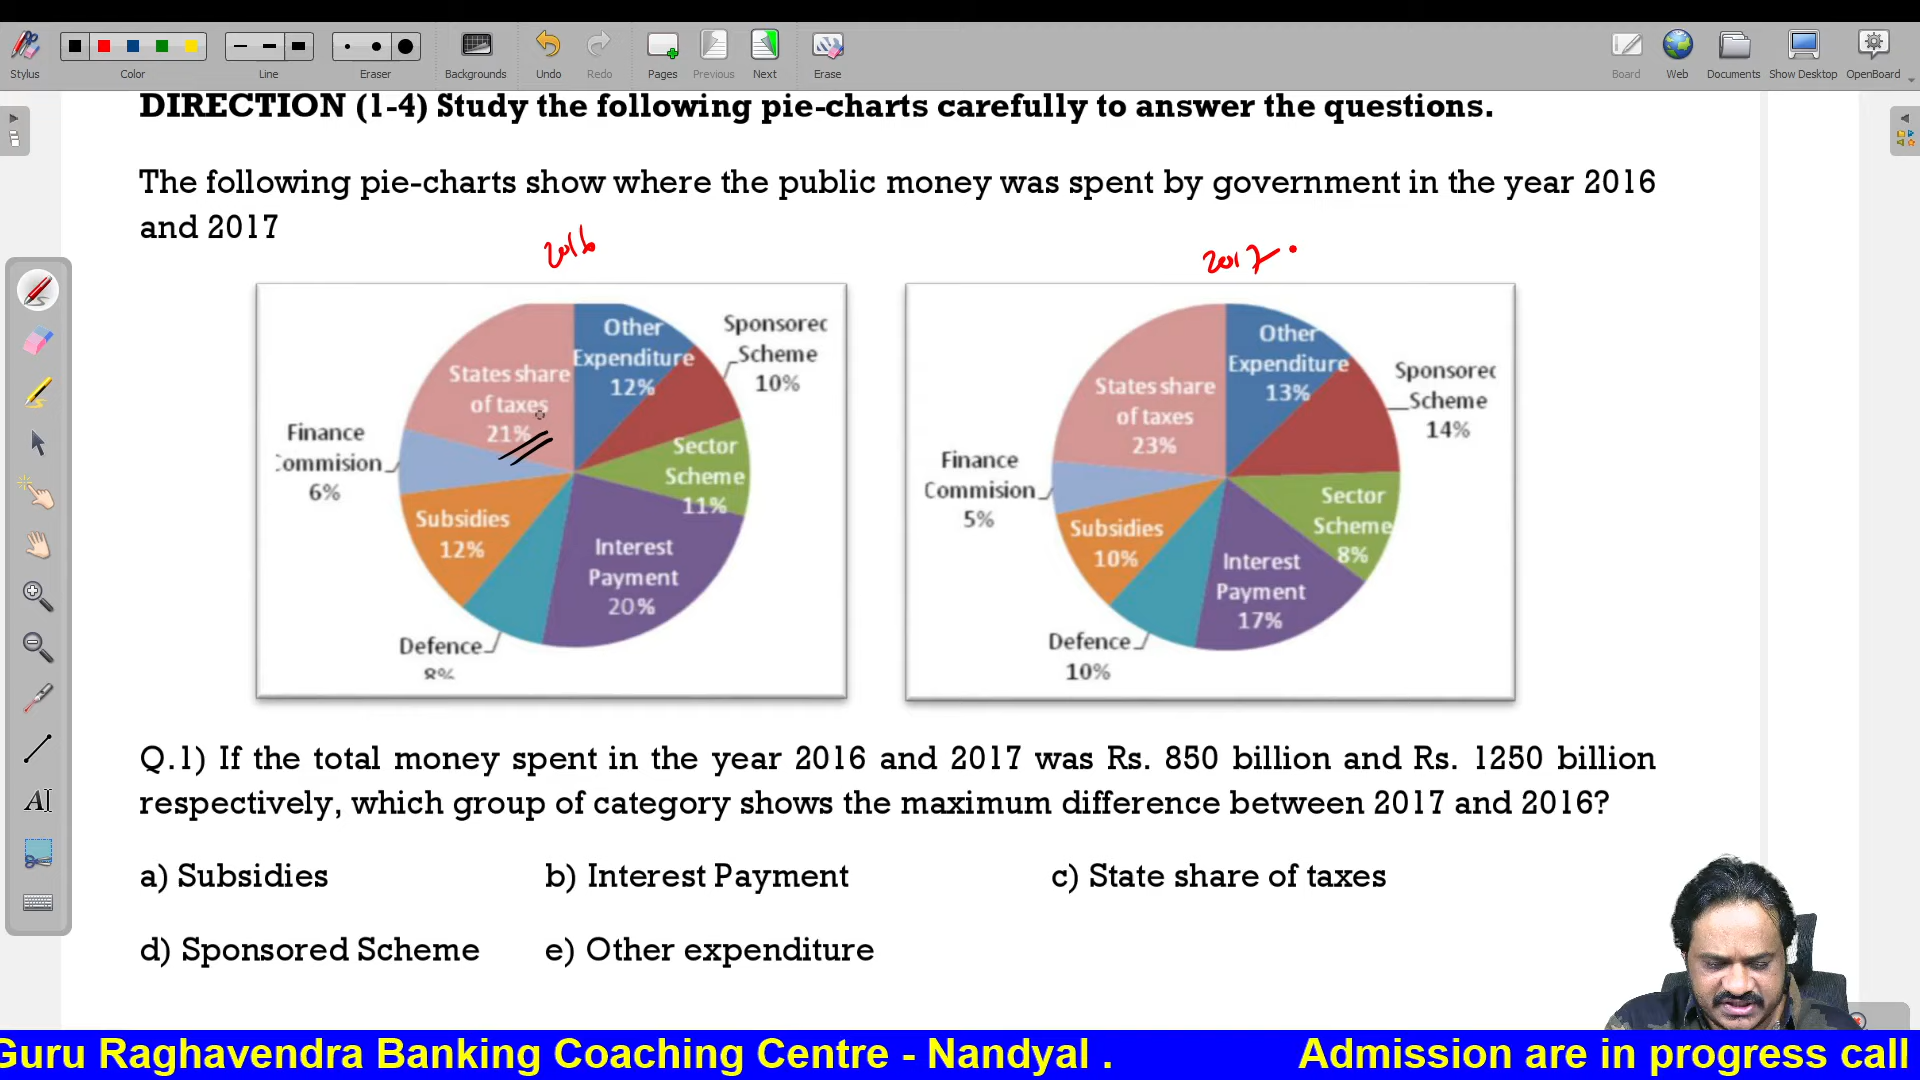 Stylus
Color
Line
Eraser
Backgrounds
Undo
Redo
Pages
Previous
Next
Erase
Board
Web
Documents
Show Desktop
OpenBoard
DIRECTION (1-4) Study the following pie-charts carefully to answer the questions.
The following pie-charts show where the public money was spent by government in the year 2016
and 2017
2016
2017
Other
Expenditure
12%
Sponsorec
Scheme
10%
States share
of taxes
21%
Finance
Commision
6%
Sector
Scheme
11%
Subsidies
12%
Interest
Payment
20%
Defence
8%
Other
Expenditure
13%
Sponsorec
Scheme
14%
States share
of taxes
23%
Finance
Commision
5%
Sector
Scheme
8%
Subsidies
10%
Interest
Payment
17%
Defence
10%
Q.1) If the total money spent in the year 2016 and 2017 was Rs. 850 billion and Rs. 1250 billion
respectively, which group of category shows the maximum difference between 2017 and 2016?
a) Subsidies b) Interest Payment c) State share of taxes
d) Sponsored Scheme e) Other expenditure
Guru Raghavendra Banking Coaching Centre - Nandyal . Admission are in progress call